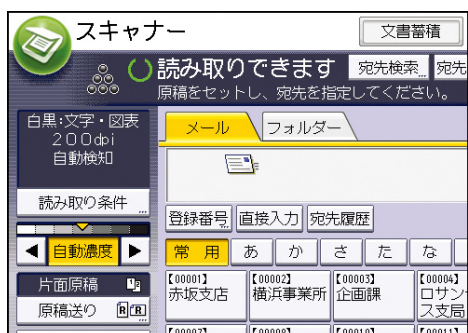 スキャナー
文書蓄積
読み取りできます
宛先検索
宛先
原稿をセットし、宛先を指定してください。
白黒:文字・図表
200dpi
自動検知
メール
フォルダー
読み取り条件
登録番号
直接入力
宛先履歴
自動濃度
常用
あ
か
さ
た
な
片面原稿
原稿送り
【00001】
赤坂支店
【00002】
横浜事業所
【00003】
企画課
【00004】
ロサン
ス支局